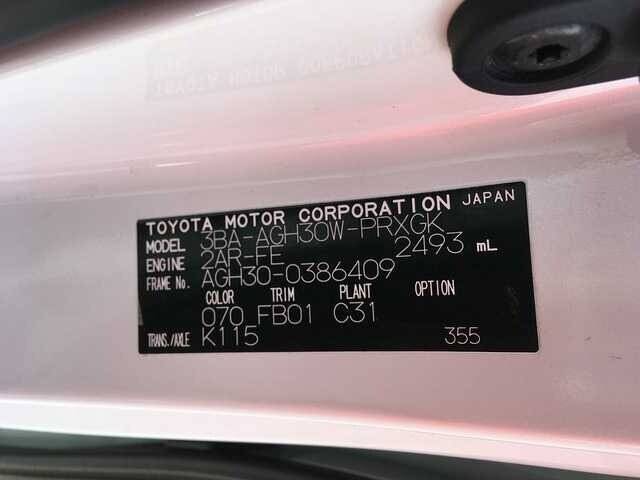 TOYOTA MOTOR CORPORATION JAPAN
MODEL 3BA-AGH30W-PRXGK
ENGINE 2AR-FE 2493 mL
FRAME No. AGH30-0386409
COLOR TRIM PLANT OPTION
070 FB01 C31
TRANS./AXLE K115 355